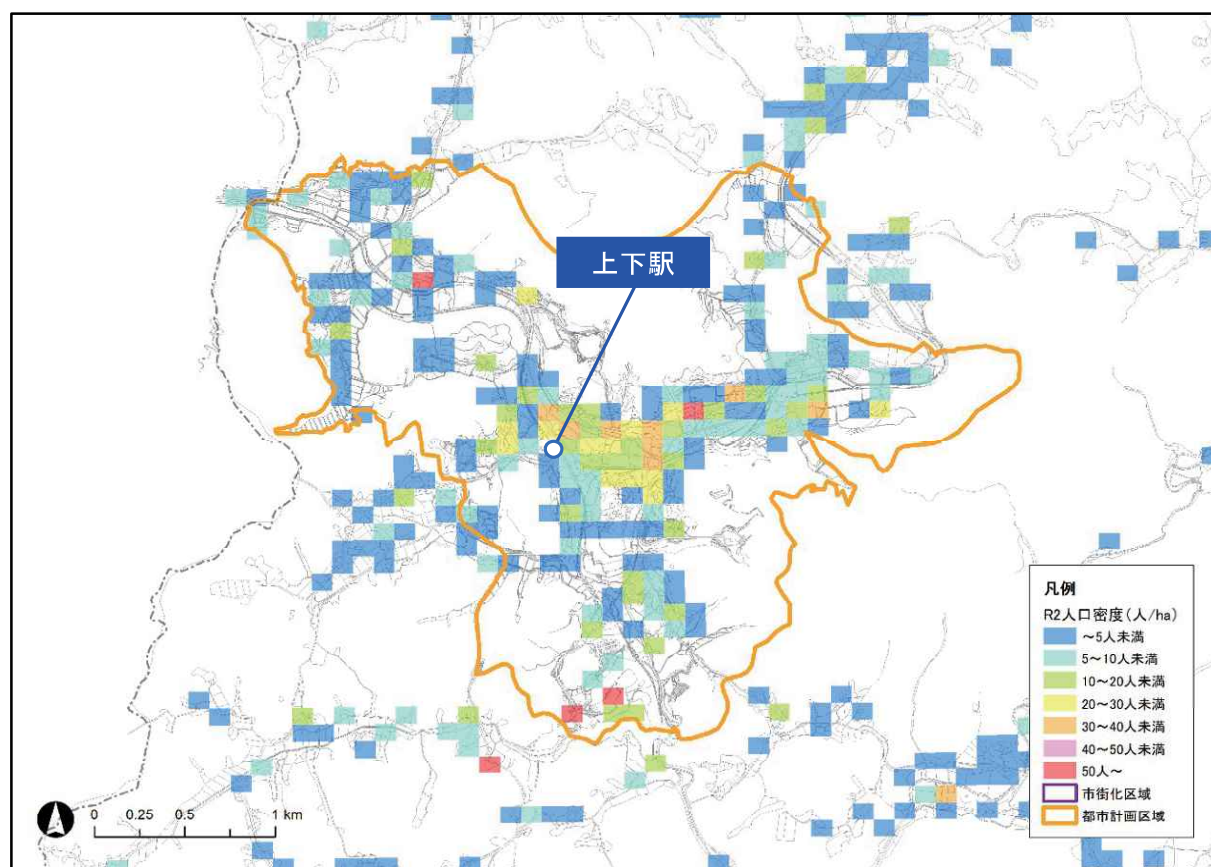 上下駅
凡例
R2人口密度(人/ha)
～5人未満
5～10人未満
10～20人未満
20～30人未満
30～40人未満
40～50人未満
50人～
市街化区域
都市計画区域
0 0.25 0.5 1 km